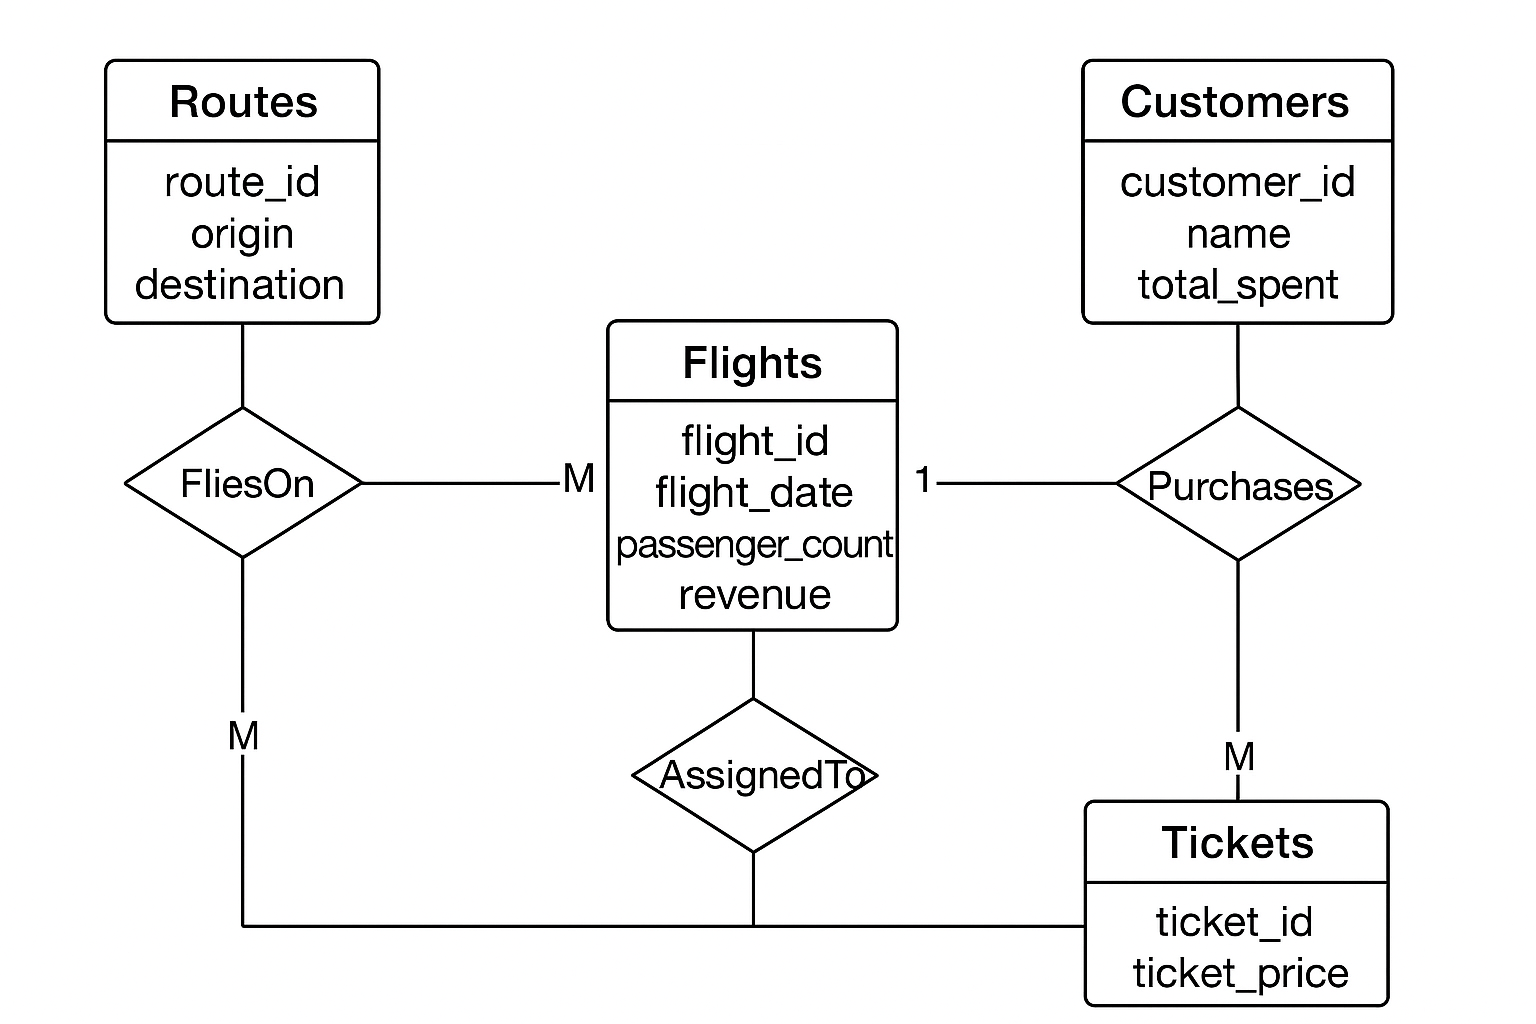 Routes
route_id
origin
destination
Customers
customer_id
name
total_spent
Flights
flight_id
flight_date
passenger_count
revenue
FliesOn
M
1
Purchases
M
AssignedTo
M
Tickets
ticket_id
ticket_price